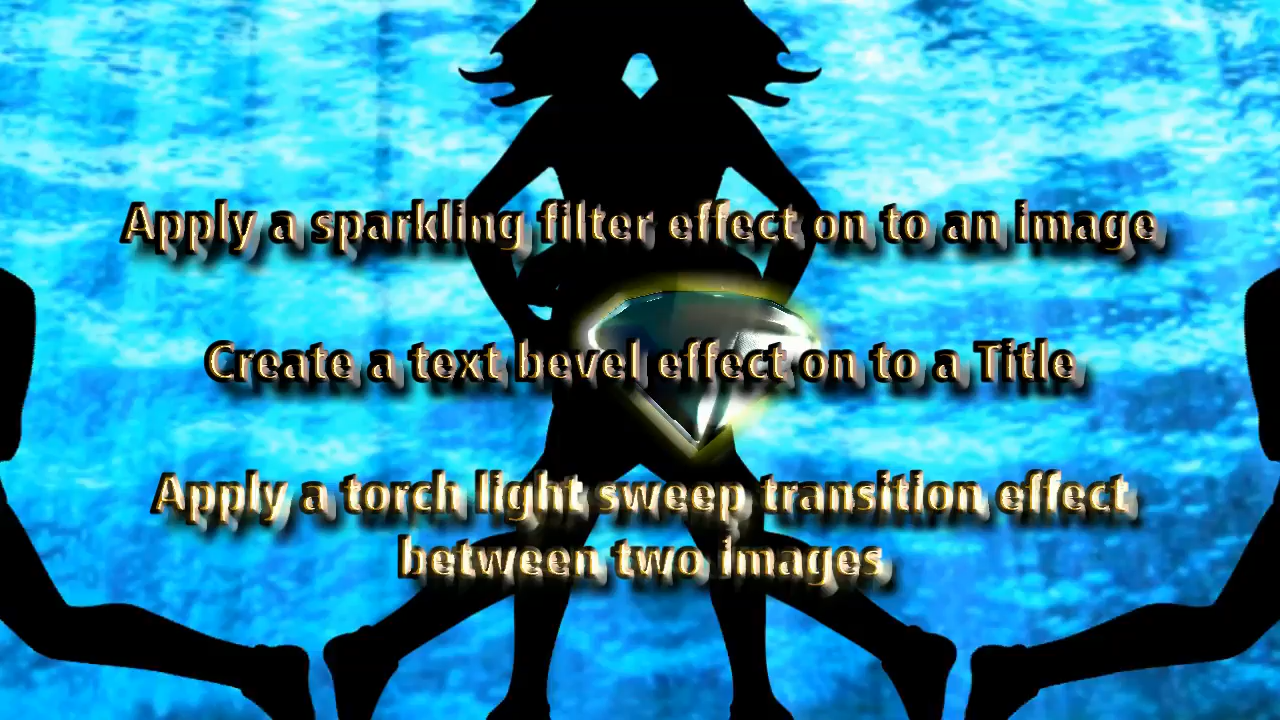 Apply a sparkling filter effect on to an image
Create a text bevel effect on to a Title
Apply a torch light sweep transition effect
between two images